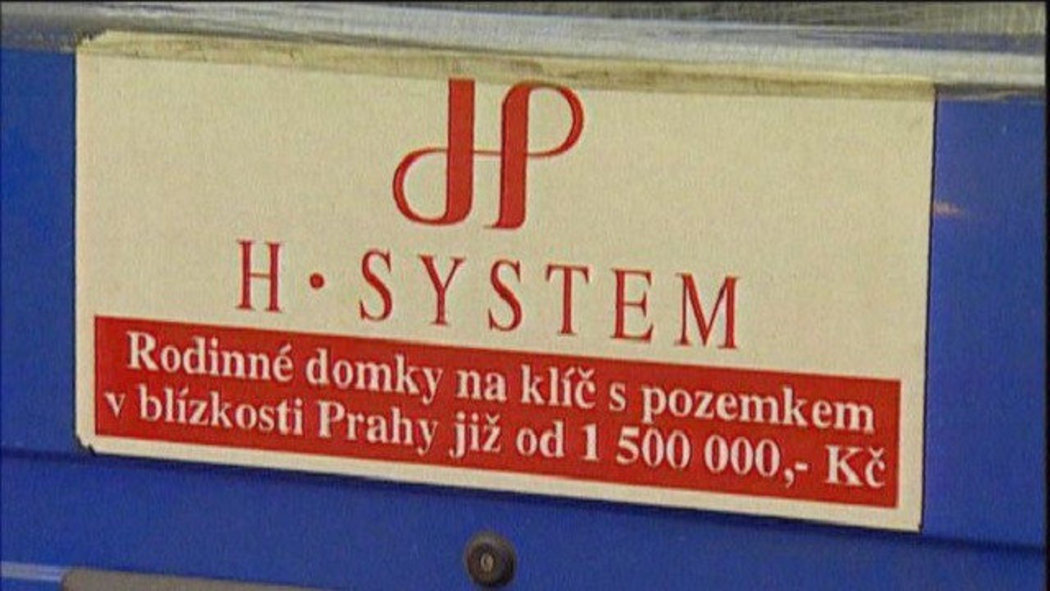 H·SYSTEM
Rodinné domky na klíč s pozemkem
v blízkosti Prahy již od 1 500 000,- Kč